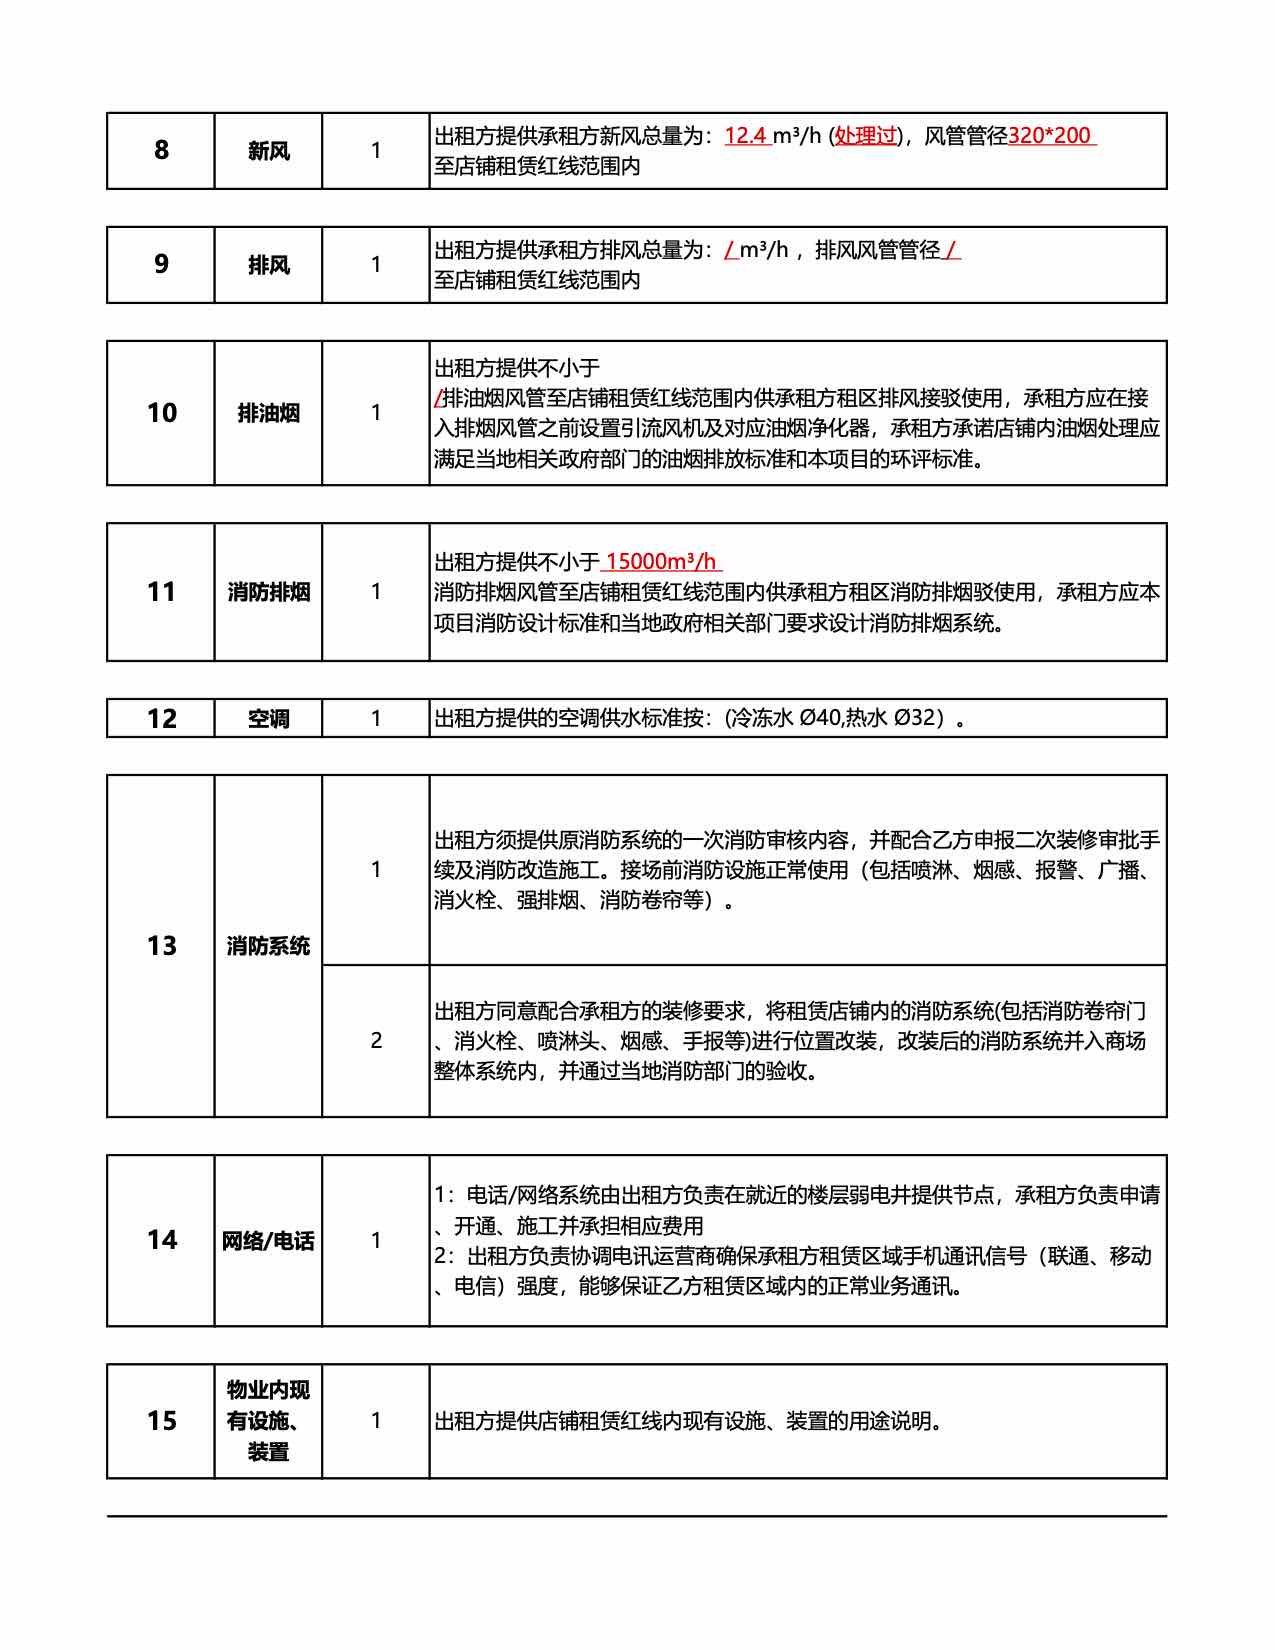 8 新风 1 出租方提供承租方新风总量为：12.4 m³/h (处理过)，风管管径320*200
至店铺租赁红线范围内
9 排风 1 出租方提供承租方排风总量为：/ m³/h ，排风风管管径 /
至店铺租赁红线范围内
10 排油烟 1 出租方提供不小于
/排油烟风管至店铺租赁红线范围内供承租方租区排风接驳使用，承租方应在接
入排烟风管之前设置引流风机及对应油烟净化器，承租方承诺店铺内油烟处理应
满足当地相关政府部门的油烟排放标准和本项目的环评标准。
11 消防排烟 1 出租方提供不小于 15000m³/h
消防排烟风管至店铺租赁红线范围内供承租方租区消防排烟驳使用，承租方应本
项目消防设计标准和当地政府相关部门要求设计消防排烟系统。
12 空调 1 出租方提供的空调供水标准按：(冷冻水 Ø40,热水 Ø32）。
13 消防系统
1 出租方须提供原消防系统的一次消防审核内容，并配合乙方申报二次装修审批手
续及消防改造施工。接场前消防设施正常使用（包括喷淋、烟感、报警、广播、
消火栓、强排烟、消防卷帘等）。
2 出租方同意配合承租方的装修要求，将租赁店铺内的消防系统(包括消防卷帘门
、消火栓、喷淋头、烟感、手报等)进行位置改装，改装后的消防系统并入商场
整体系统内，并通过当地消防部门的验收。
14 网络/电话 1 1：电话/网络系统由出租方负责在就近的楼层弱电井提供节点，承租方负责申请
、开通、施工并承担相应费用
2：出租方负责协调电讯运营商确保承租方租赁区域手机通讯信号（联通、移动
、电信）强度，能够保证乙方租赁区域内的正常业务通讯。
15 物业内现
有设施、
装置 1 出租方提供店铺租赁红线内现有设施、装置的用途说明。